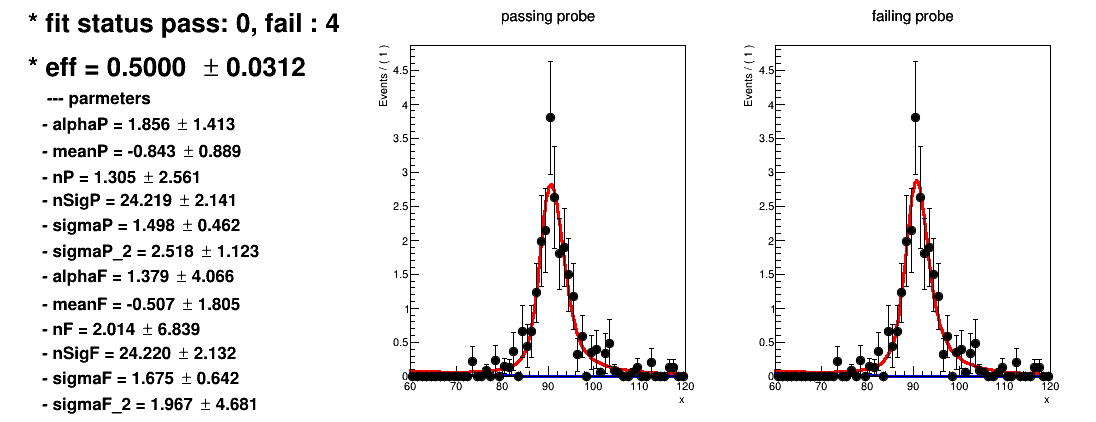 * fit status pass: 0, fail : 4
* eff = 0.5000 ± 0.0312
--- parmeters
- alphaP = 1.856 ± 1.413
- meanP = -0.843 ± 0.889
- nP = 1.305 ± 2.561
- nSigP = 24.219 ± 2.141
- sigmaP = 1.498 ± 0.462
- sigmaP_2 = 2.518 ± 1.123
- alphaF = 1.379 ± 4.066
- meanF = -0.507 ± 1.805
- nF = 2.014 ± 6.839
- nSigF = 24.220 ± 2.132
- sigmaF = 1.675 ± 0.642
- sigmaF_2 = 1.967 ± 4.681
passing probe
Events / ( 1 )
4.5
4
3.5
3
2.5
2
1.5
1
0.5
0
60 70 80 90 100 110 120
x
failing probe
Events / ( 1 )
4.5
4
3.5
3
2.5
2
1.5
1
0.5
0
60 70 80 90 100 110 120
x